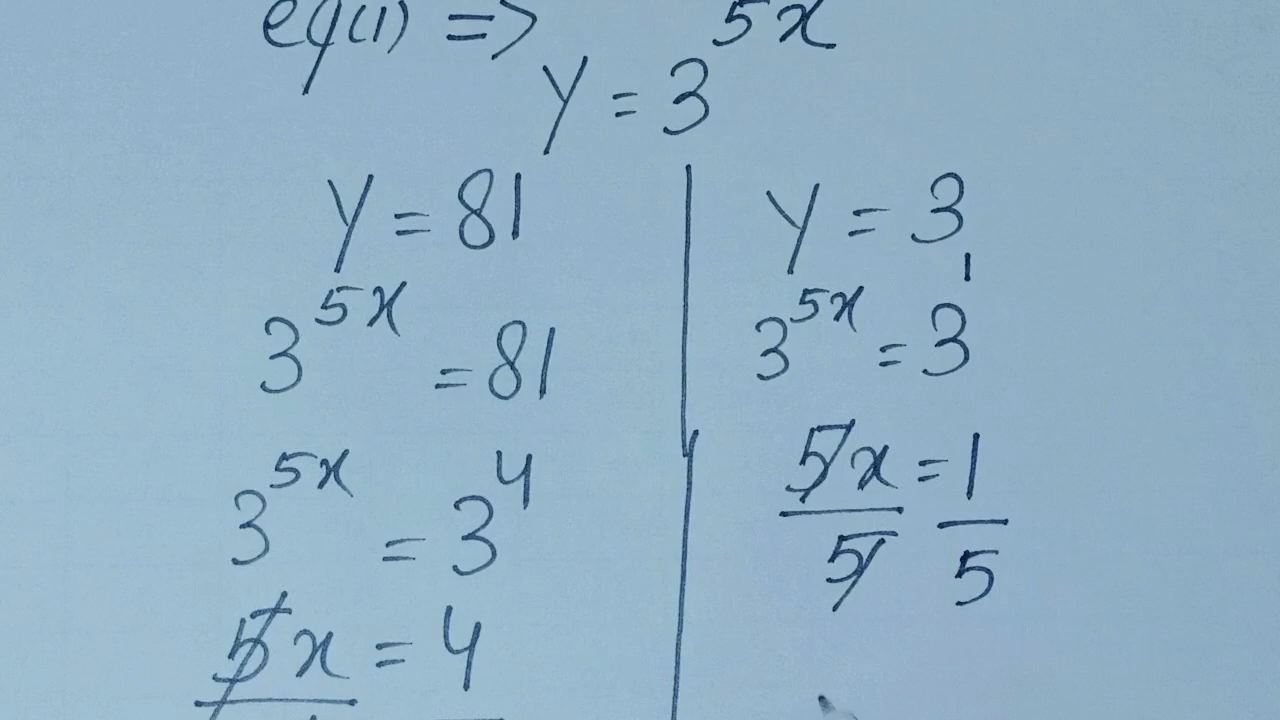 eq(1) =>
y = 3^5x
y = 81
3^5x = 81
3^5x = 3^4
5x = 4
y = 3
3^5x = 3^1
5x/5 = 1/5